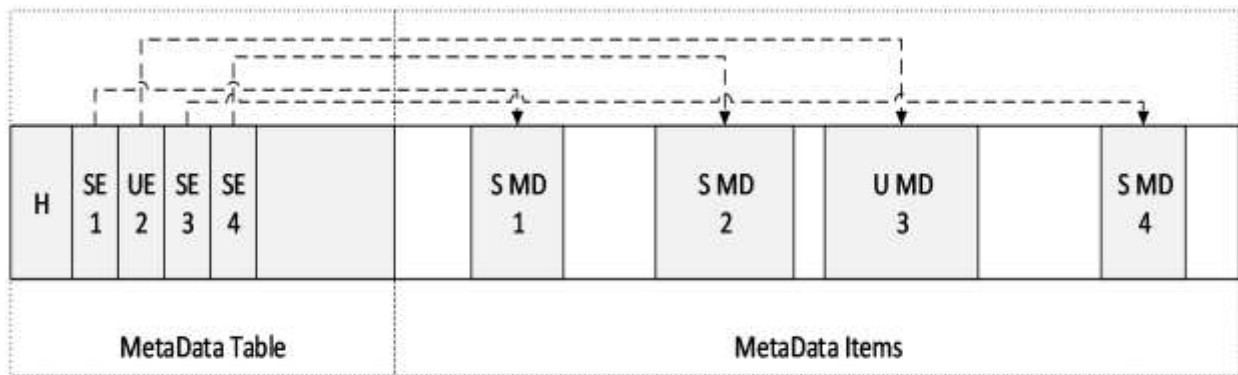 H
SE
1
UE
2
SE
3
SE
4
S MD
1
S MD
2
U MD
3
S MD
4
MetaData Table
MetaData Items